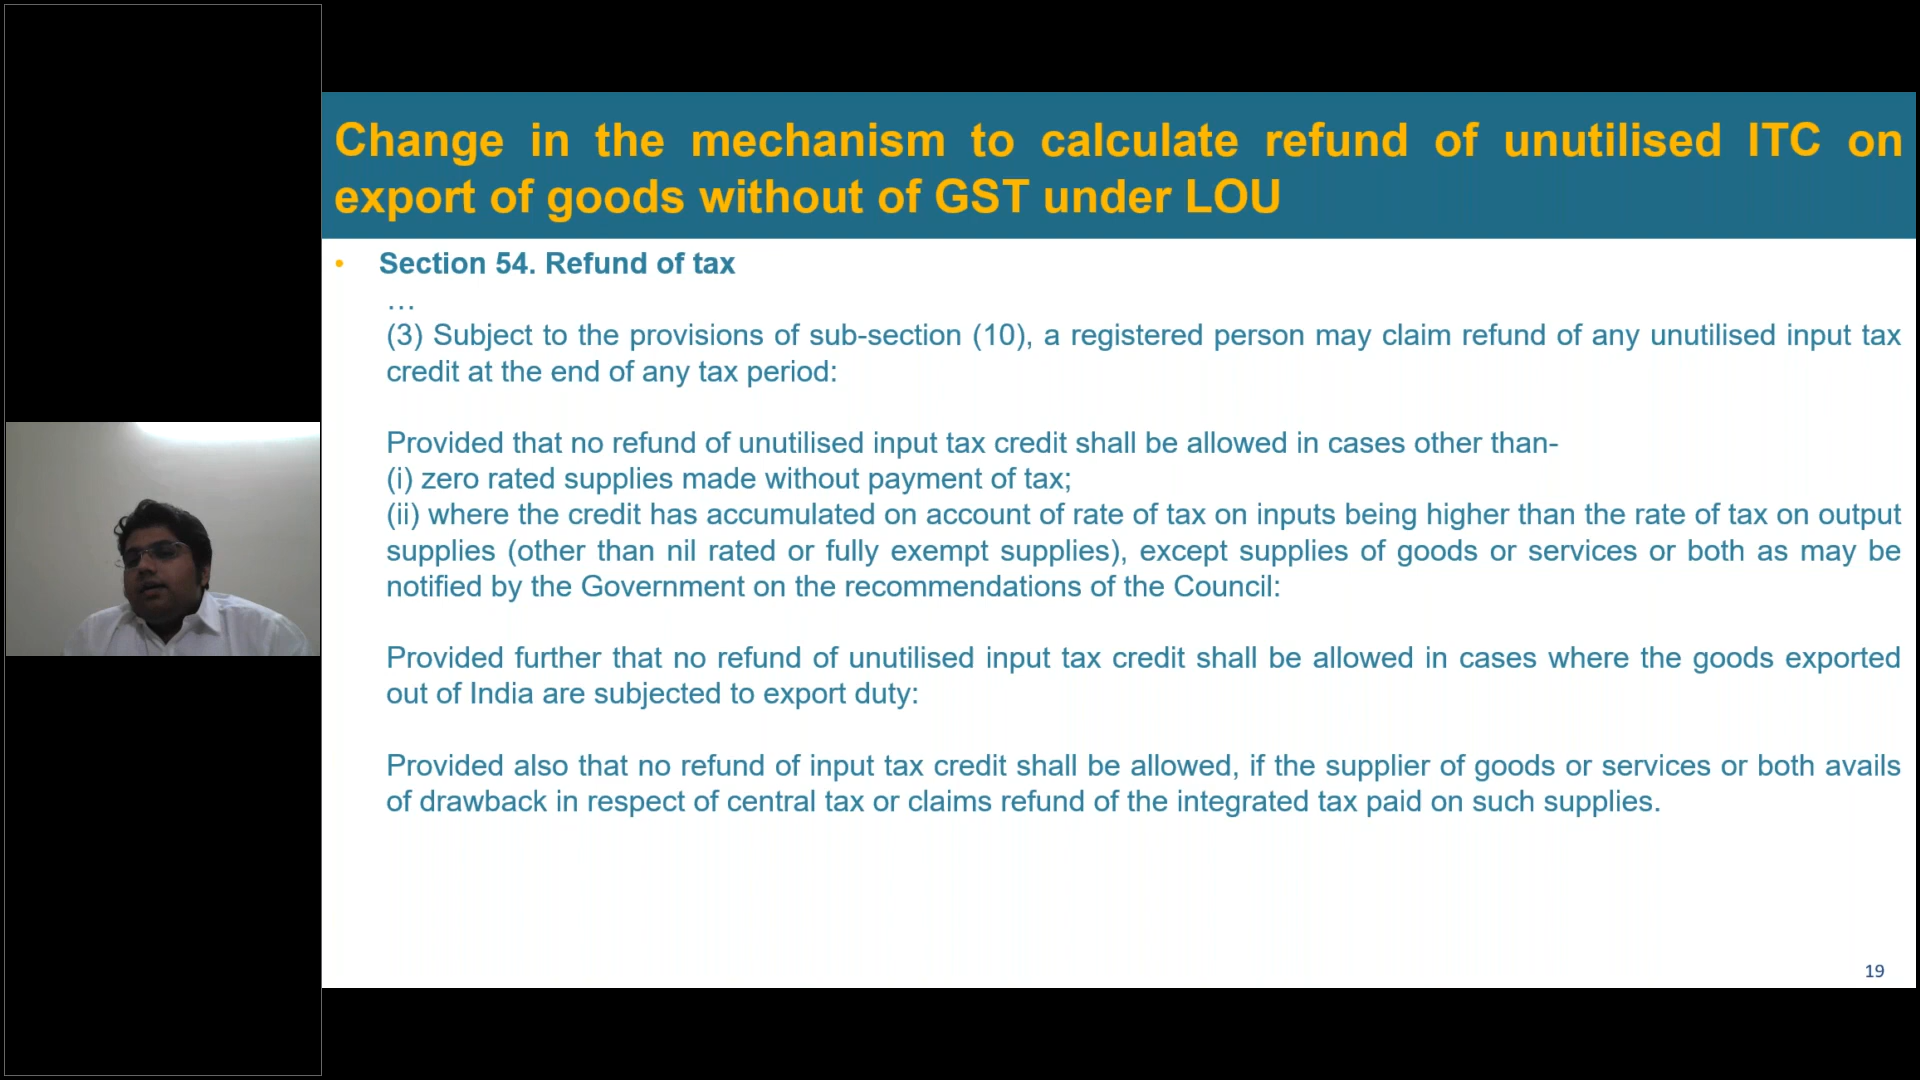 Change in the mechanism to calculate refund of unutilised ITC on
export of goods without of GST under LOU
• Section 54. Refund of tax
…
(3) Subject to the provisions of sub-section (10), a registered person may claim refund of any unutilised input tax
credit at the end of any tax period:
Provided that no refund of unutilised input tax credit shall be allowed in cases other than-
(i) zero rated supplies made without payment of tax;
(ii) where the credit has accumulated on account of rate of tax on inputs being higher than the rate of tax on output
supplies (other than nil rated or fully exempt supplies), except supplies of goods or services or both as may be
notified by the Government on the recommendations of the Council:
Provided further that no refund of unutilised input tax credit shall be allowed in cases where the goods exported
out of India are subjected to export duty:
Provided also that no refund of input tax credit shall be allowed, if the supplier of goods or services or both avails
of drawback in respect of central tax or claims refund of the integrated tax paid on such supplies.
19